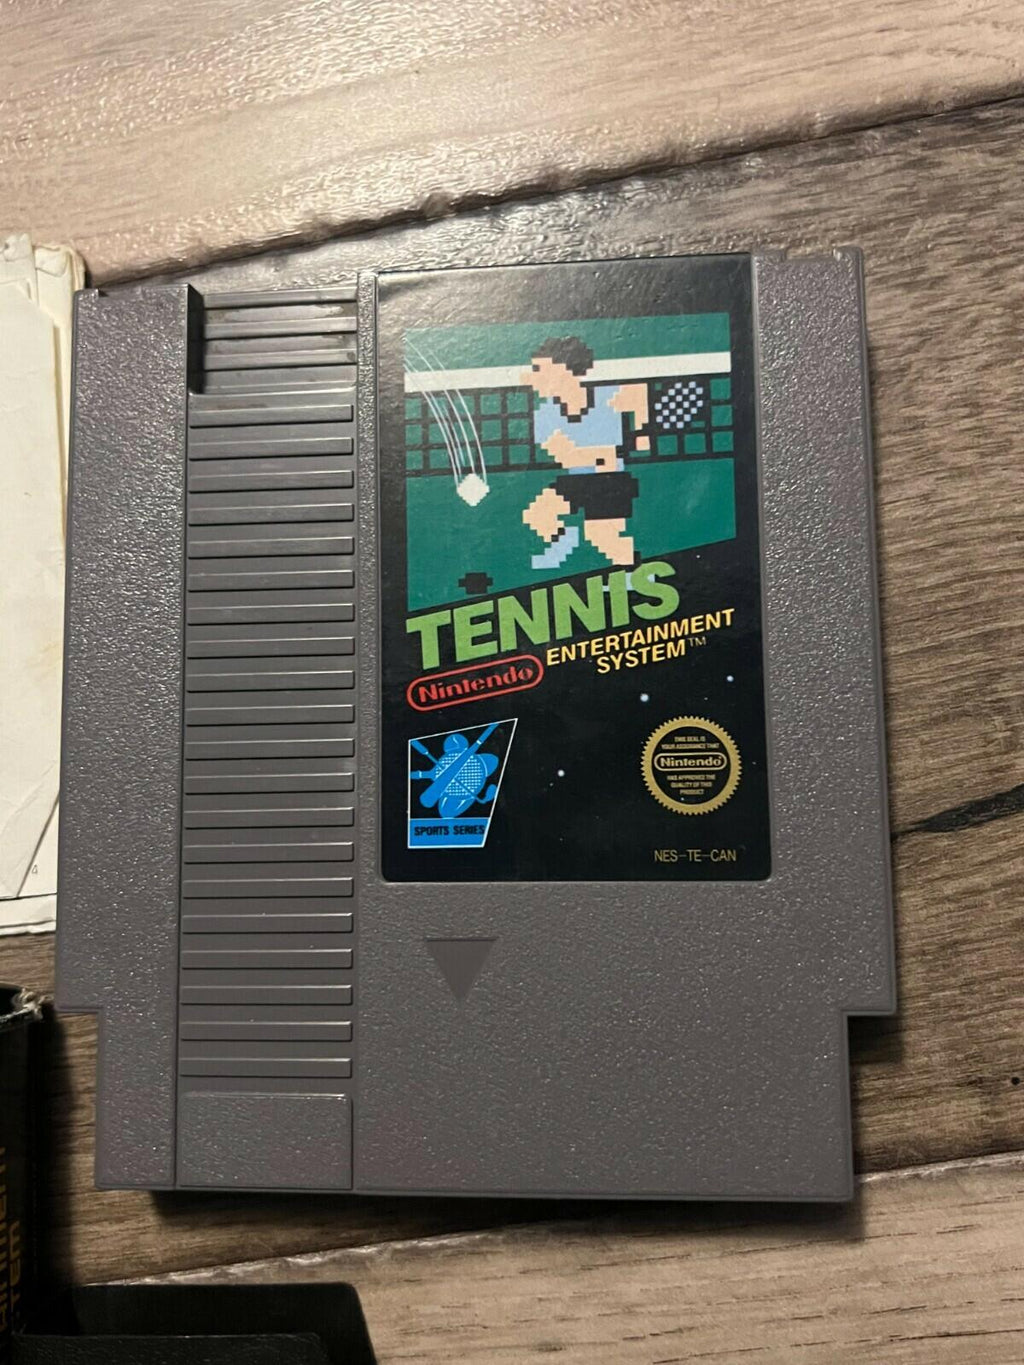 TENNIS
Nintendo
ENTERTAINMENT
SYSTEM™
SPORTS SERIES
THIS SEAL IS
YOUR ASSURANCE THAT
Nintendo
HAS APPROVED THE
QUALITY OF THIS
PRODUCT
NES-TE-CAN